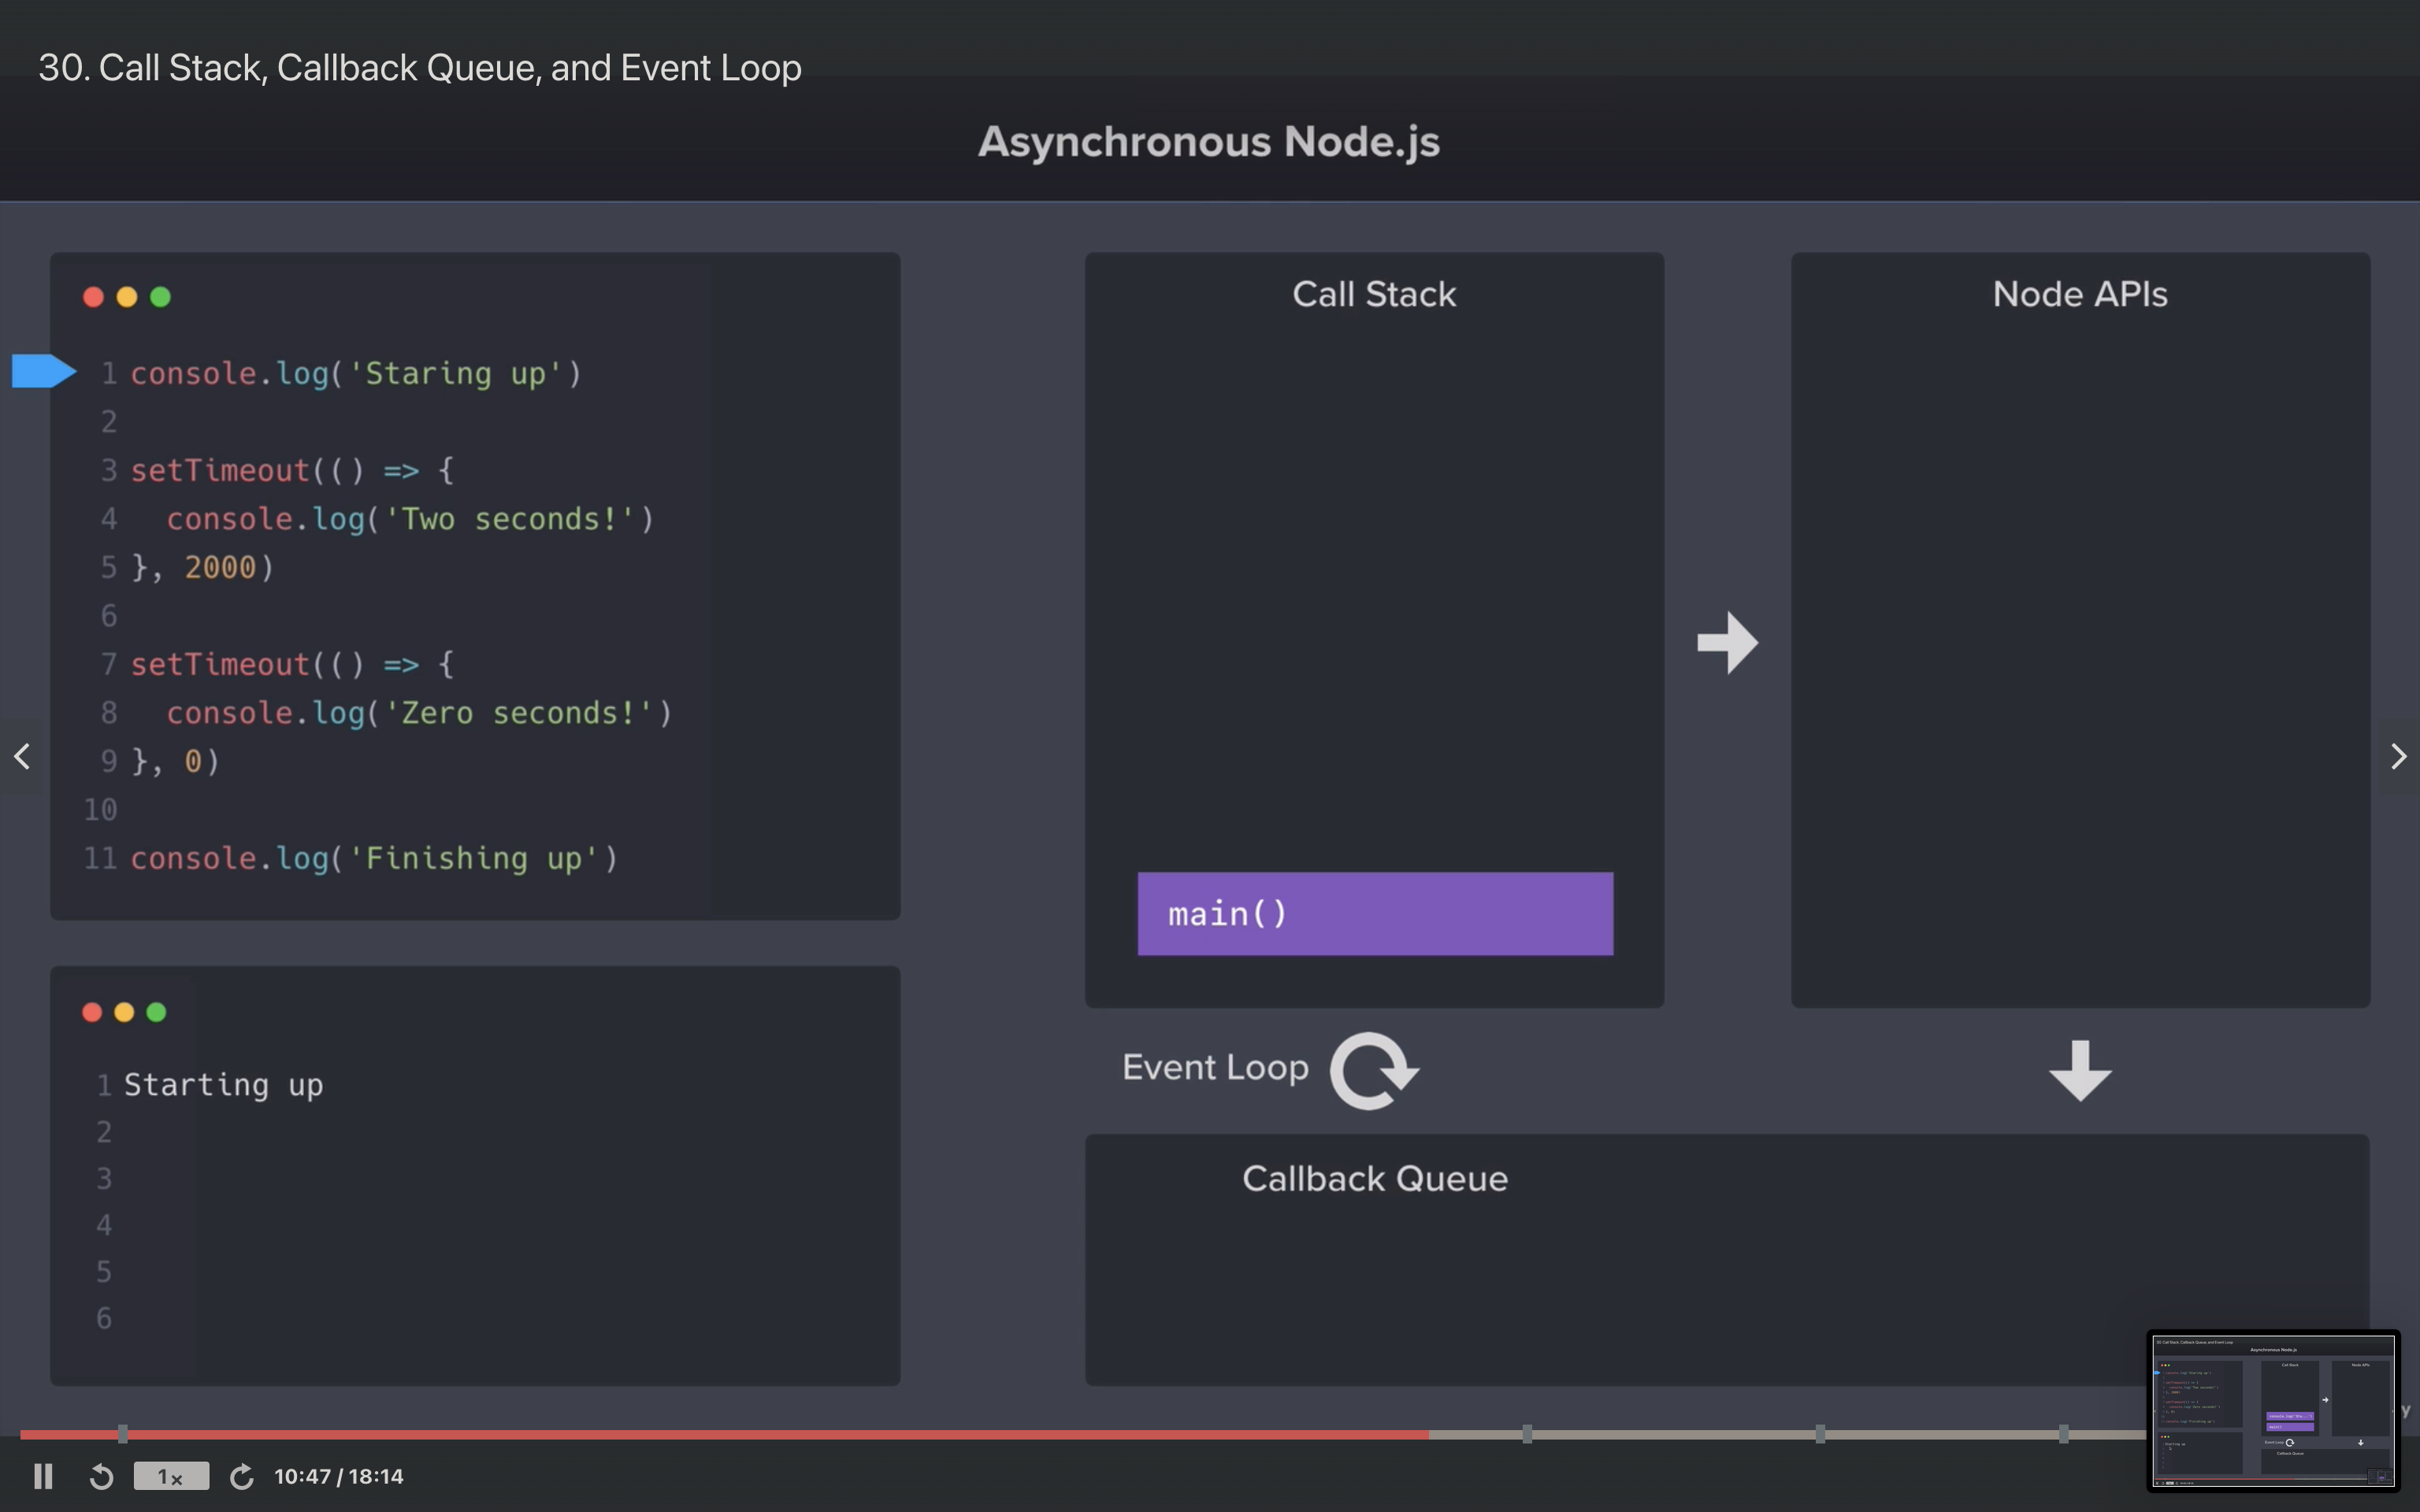 30. Call Stack, Callback Queue, and Event Loop
Asynchronous Node.js
1 console.log('Staring up')
2
3 setTimeout(() => {
4   console.log('Two seconds!')
5 }, 2000)
6
7 setTimeout(() => {
8   console.log('Zero seconds!')
9 }, 0)
10
11 console.log('Finishing up')
Call Stack
main()
Node APIs
Event Loop
Callback Queue
1 Starting up
2
3
4
5
6
1x
10:47 / 18:14